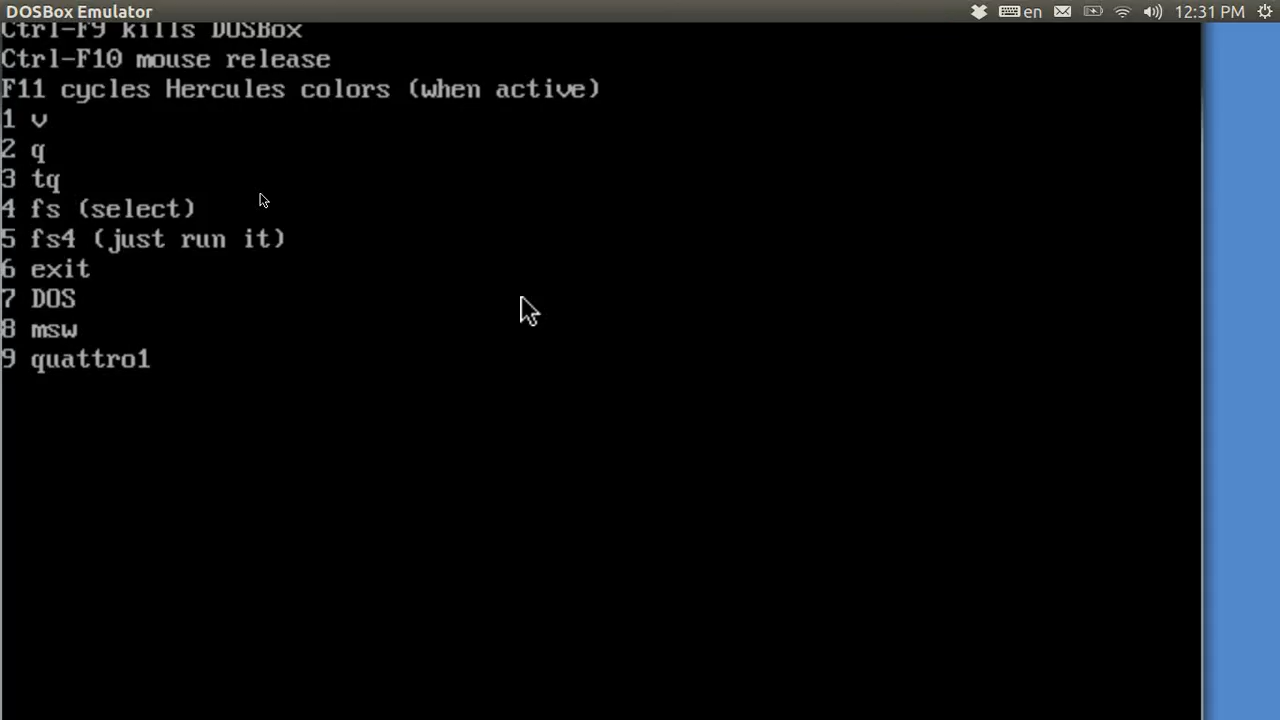 DOSBox Emulator
en
12:31 PM
Ctrl-F9 kills DOSBox
Ctrl-F10 mouse release
F11 cycles Hercules colors (when active)
1 v
2 q
3 tq
4 fs (select)
5 fs4 (just run it)
6 exit
7 DOS
8 msw
9 quattro1